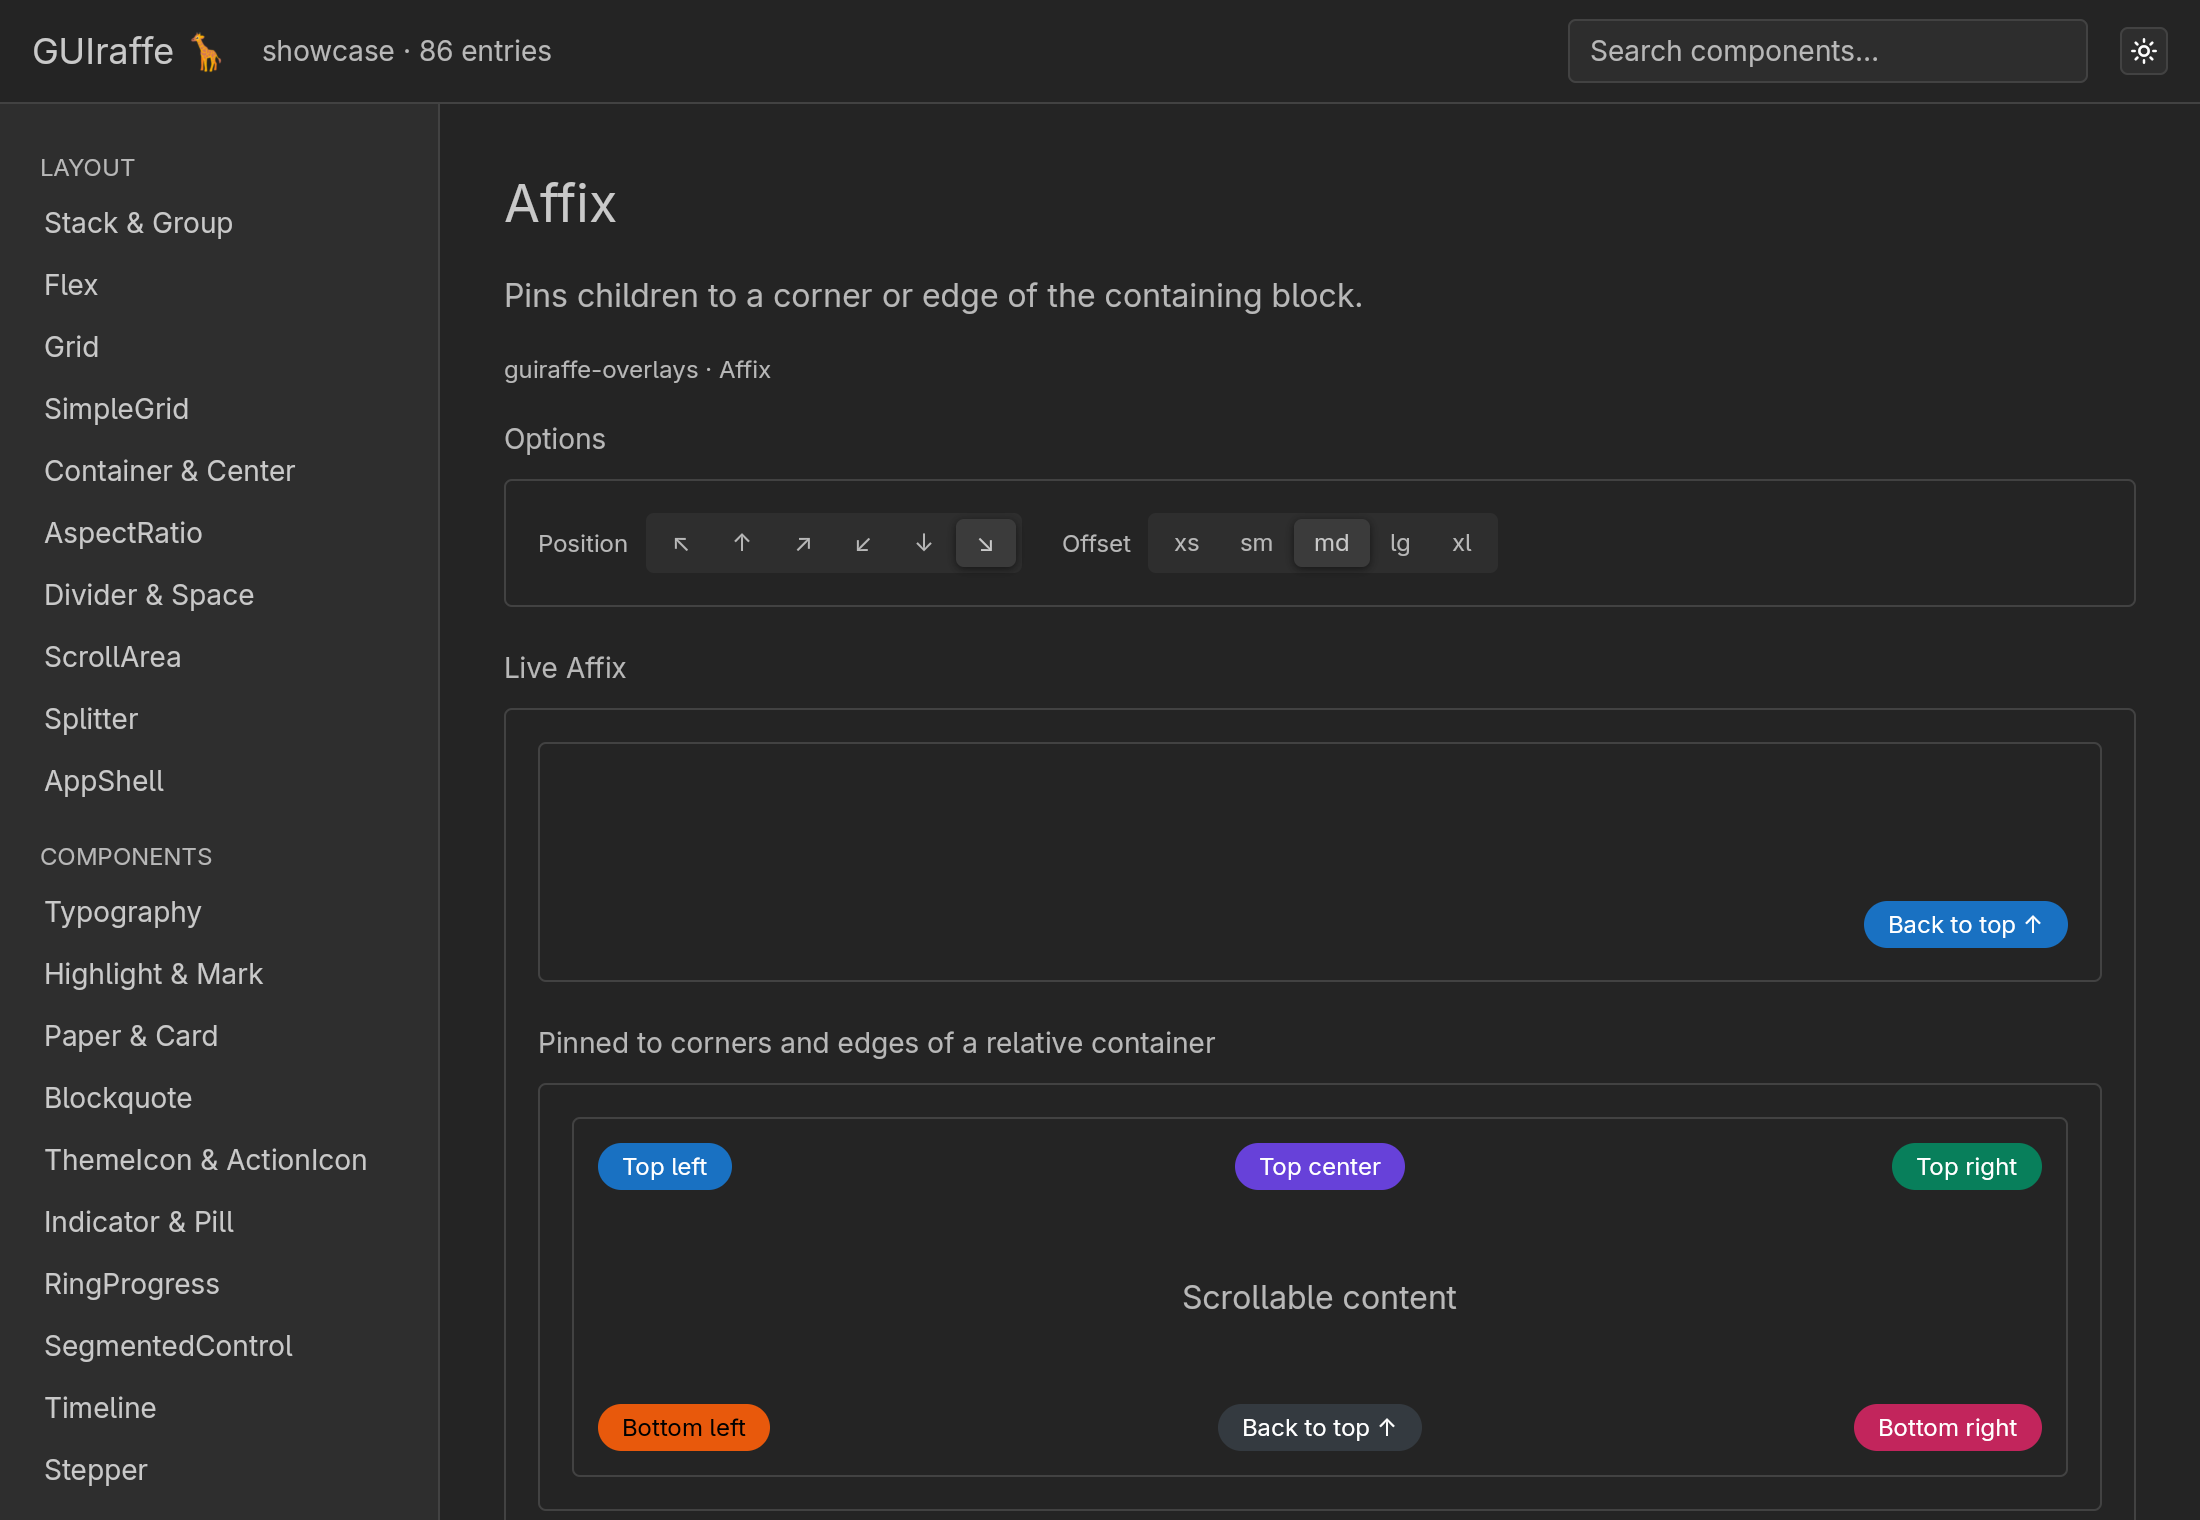 GUIraffe 🦒 showcase · 86 entries
Search components...
LAYOUT
Stack & Group
Flex
Grid
SimpleGrid
Container & Center
AspectRatio
Divider & Space
ScrollArea
Splitter
AppShell
COMPONENTS
Typography
Highlight & Mark
Paper & Card
Blockquote
ThemeIcon & ActionIcon
Indicator & Pill
RingProgress
SegmentedControl
Timeline
Stepper
Affix
Pins children to a corner or edge of the containing block.
guiraffe-overlays · Affix
Options
Position ↖ ↑ ↗ ↙ ↓ ↘ Offset xs sm md lg xl
Live Affix
Back to top ↑
Pinned to corners and edges of a relative container
Top left Top center Top right
Scrollable content
Bottom left Back to top ↑ Bottom right